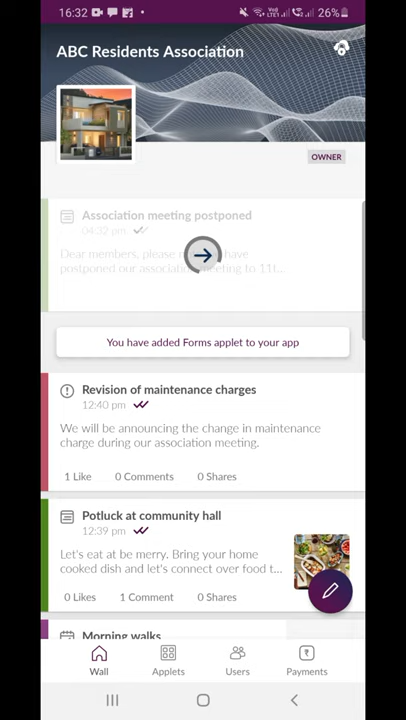 16:32
26%
ABC Residents Association
OWNER
Association meeting postponed
04:32 pm
Dear members, please have
postponed our association meeting to 11t...
You have added Forms applet to your app
Revision of maintenance charges
12:40 pm
We will be announcing the change in maintenance
charge during our association meeting.
1 Like 0 Comments 0 Shares
Potluck at community hall
12:39 pm
Let's eat at be merry. Bring your home
cooked dish and let's connect over food t...
0 Likes 1 Comment 0 Shares
Morning walks
Wall Applets Users Payments